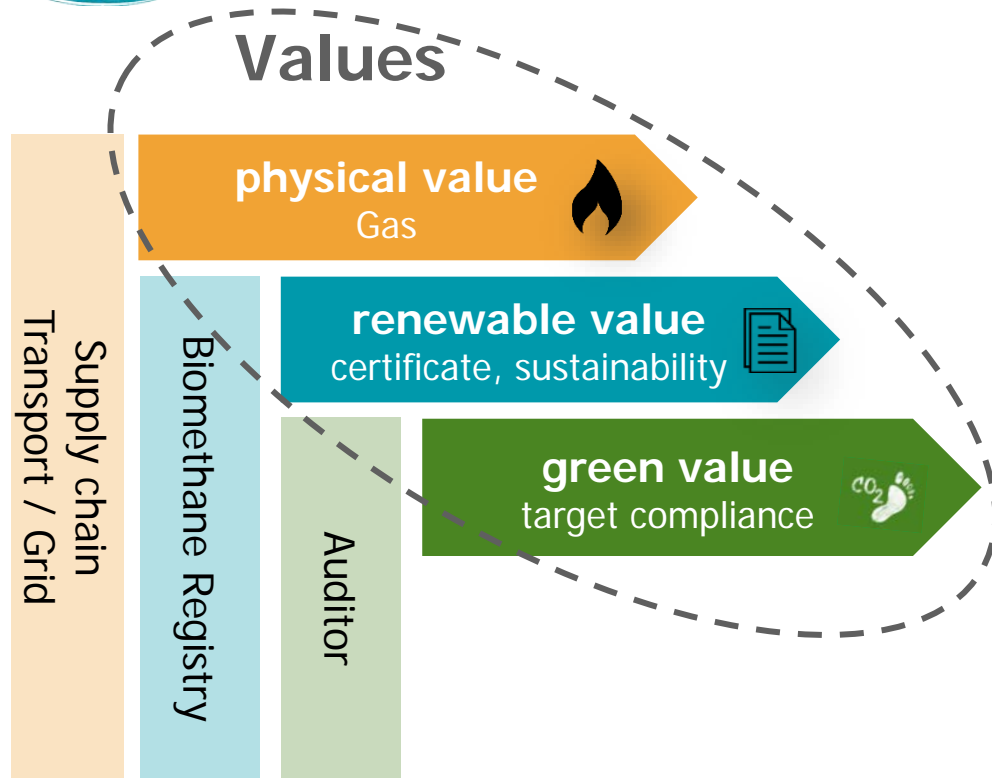 Values
physical value
Gas
renewable value
certificate, sustainability
green value
target compliance
CO2
Supply chain
Transport / Grid
Biomethane Registry
Auditor